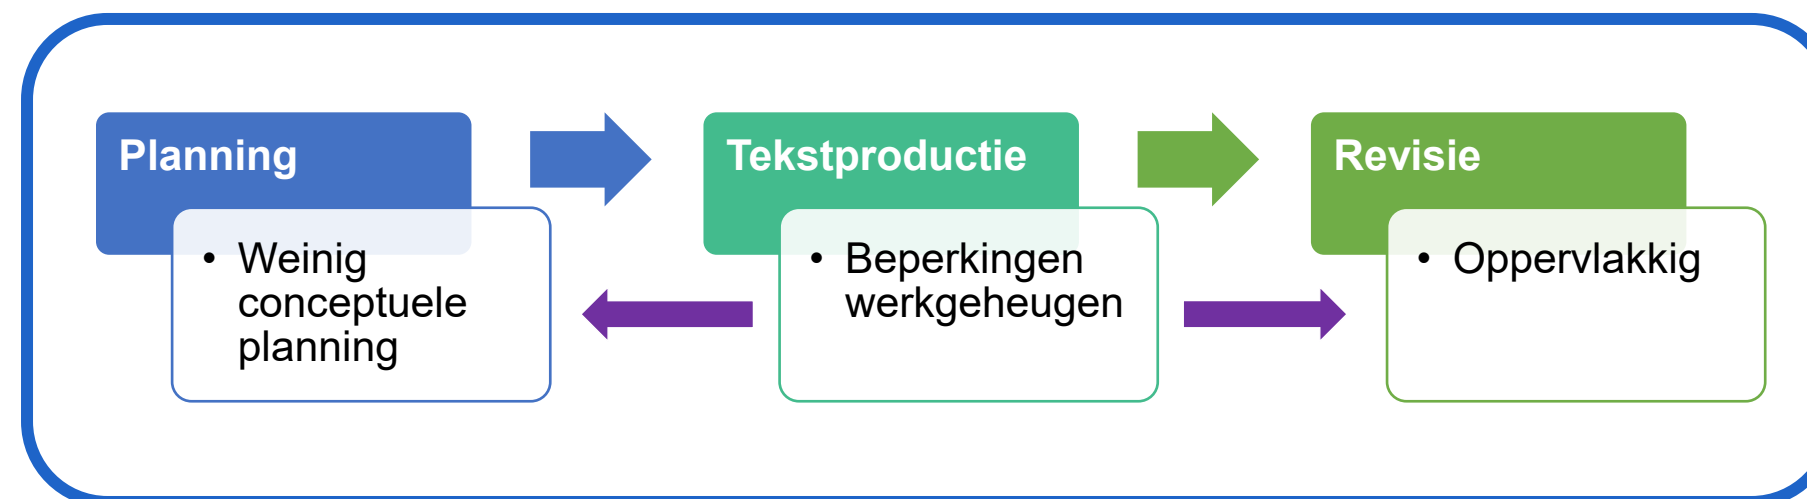 Planning
• Weinig
conceptuele
planning
Tekstproductie
• Beperkingen
werkgeheugen
Revisie
• Oppervlakkig